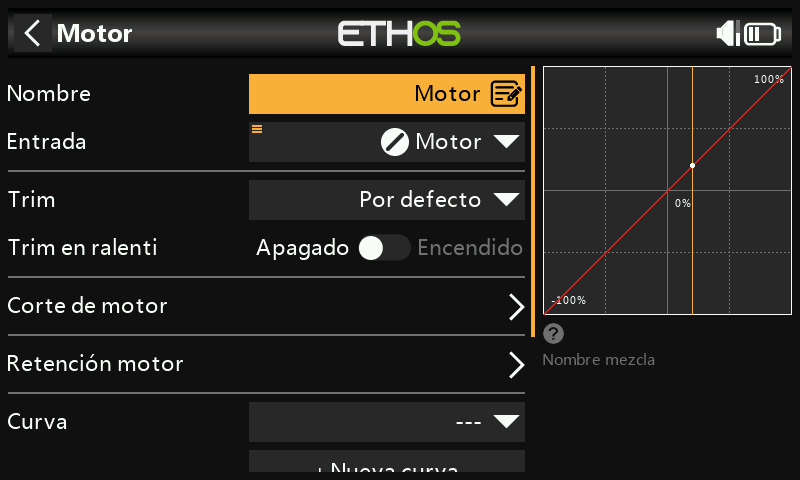 Motor
ETHOS
Nombre
Motor
Entrada
Motor
Trim
Por defecto
Trim en ralenti
Apagado
Encendido
Corte de motor
Retención motor
Curva
---
+ Nueva curva
100%
0%
-100%
?
Nombre mezcla